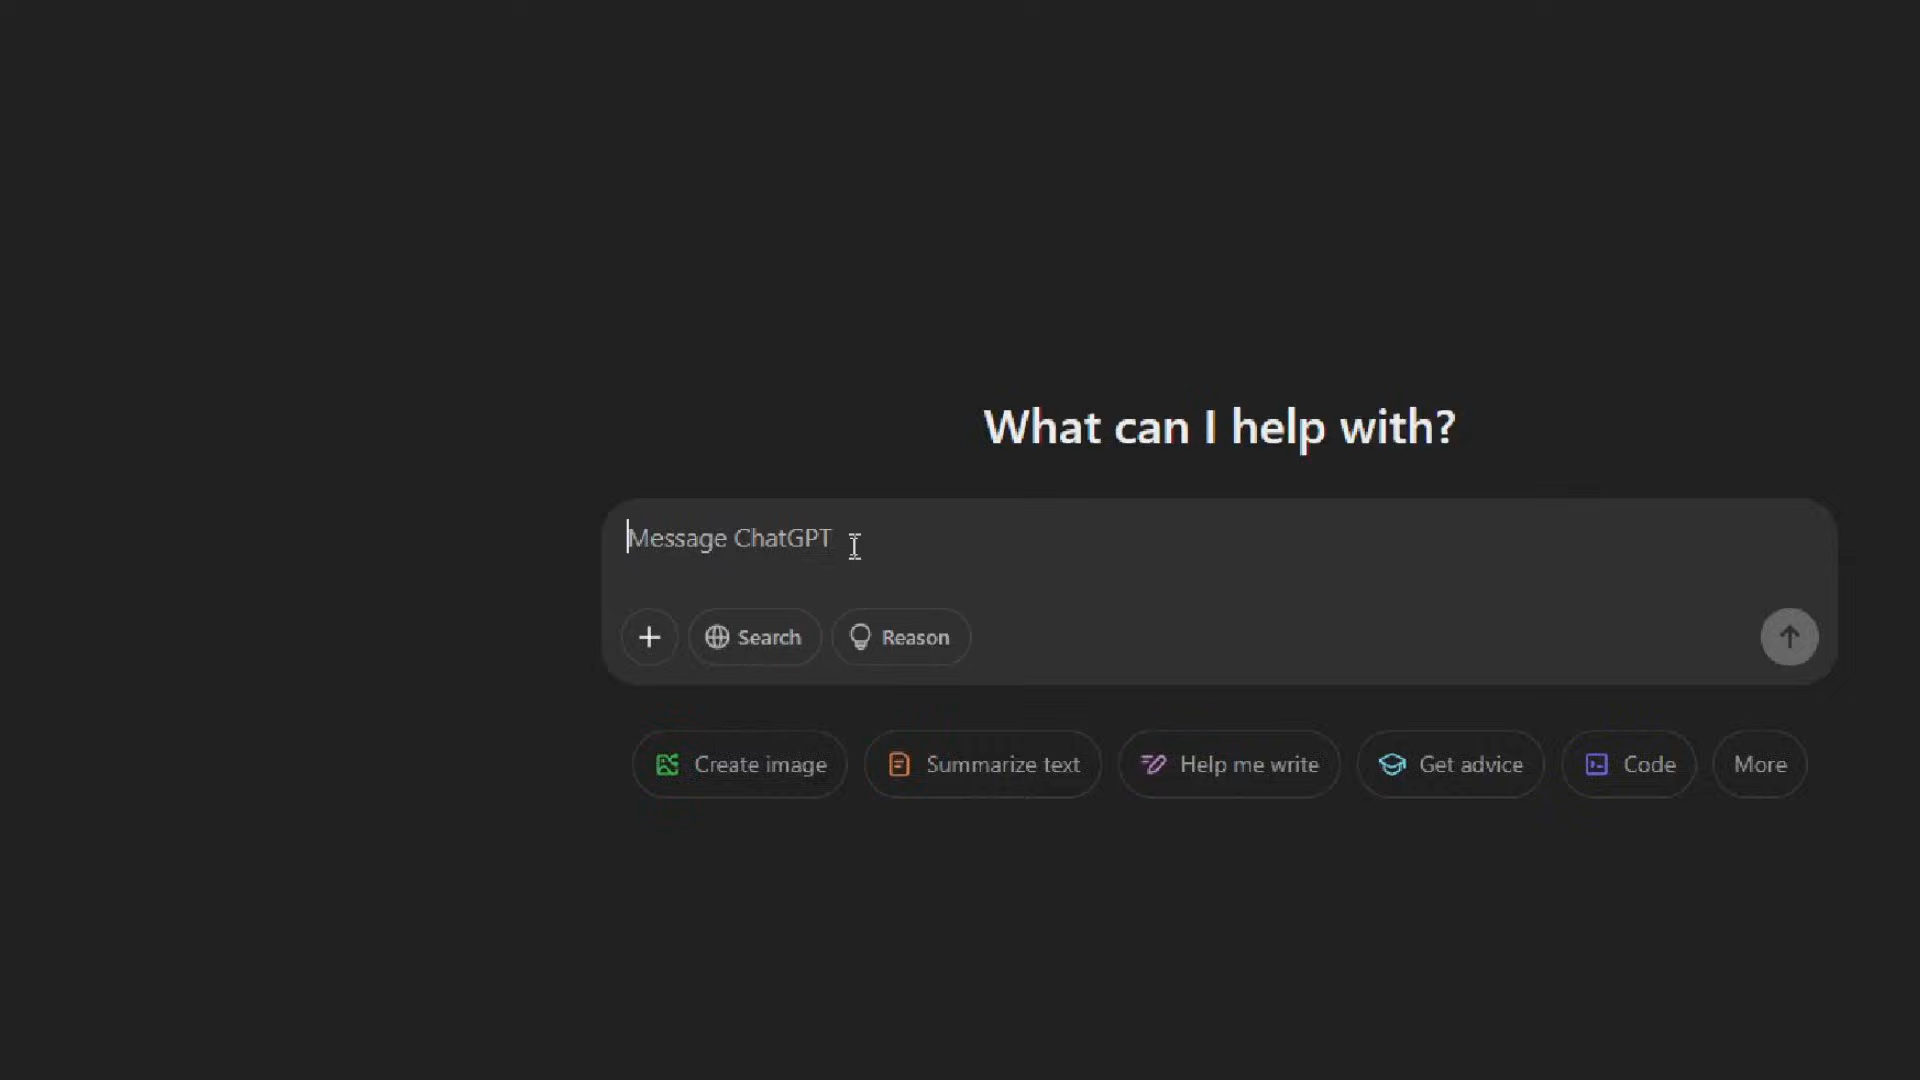 What can I help with?
Message ChatGPT
Search
Reason
Create image
Summarize text
Help me write
Get advice
Code
More